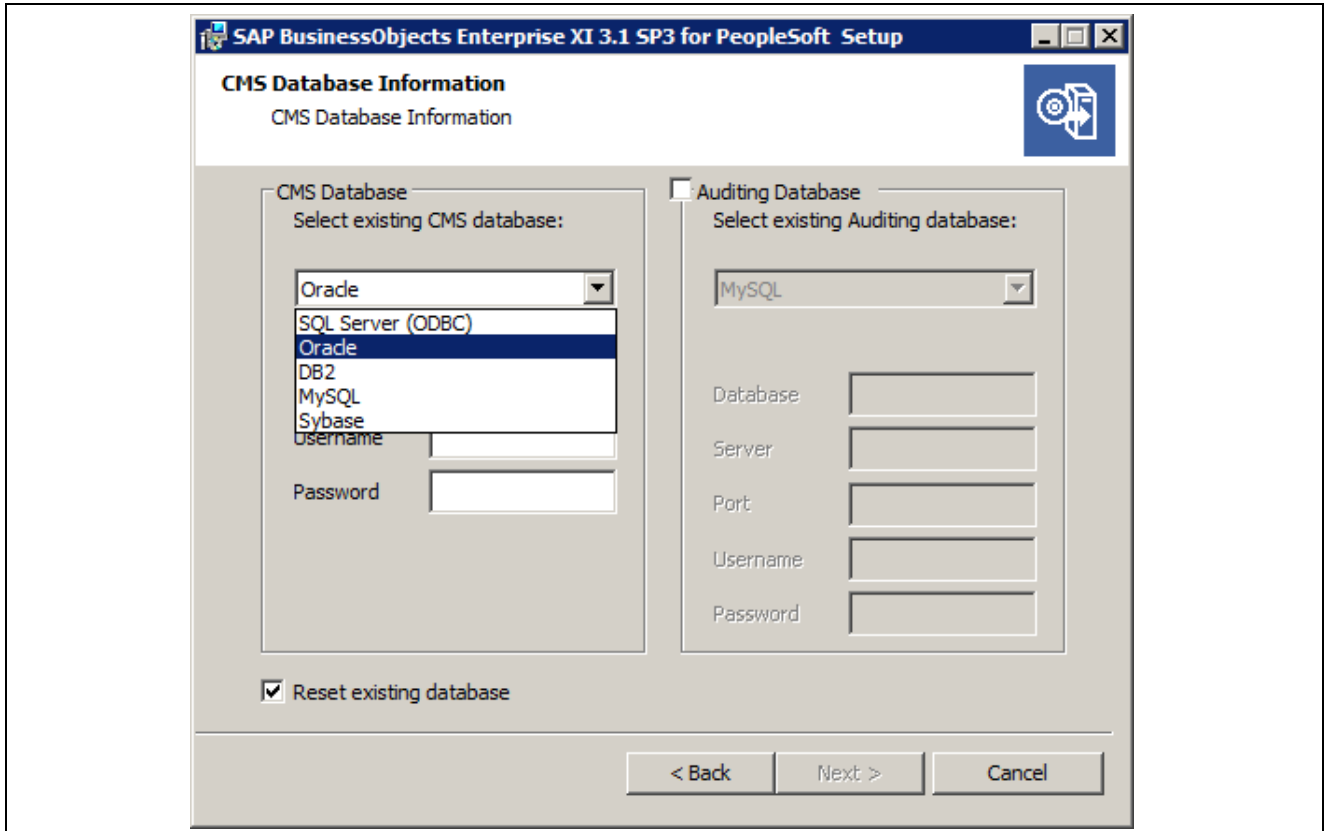 SAP BusinessObjects Enterprise XI 3.1 SP3 for PeopleSoft Setup
CMS Database Information
CMS Database Information
CMS Database
Select existing CMS database:
Oracle
SQL Server (ODBC)
Oracle
DB2
MySQL
Sybase
Username
Password
Auditing Database
Select existing Auditing database:
MySQL
Database
Server
Port
Username
Password
Reset existing database
< Back
Next >
Cancel